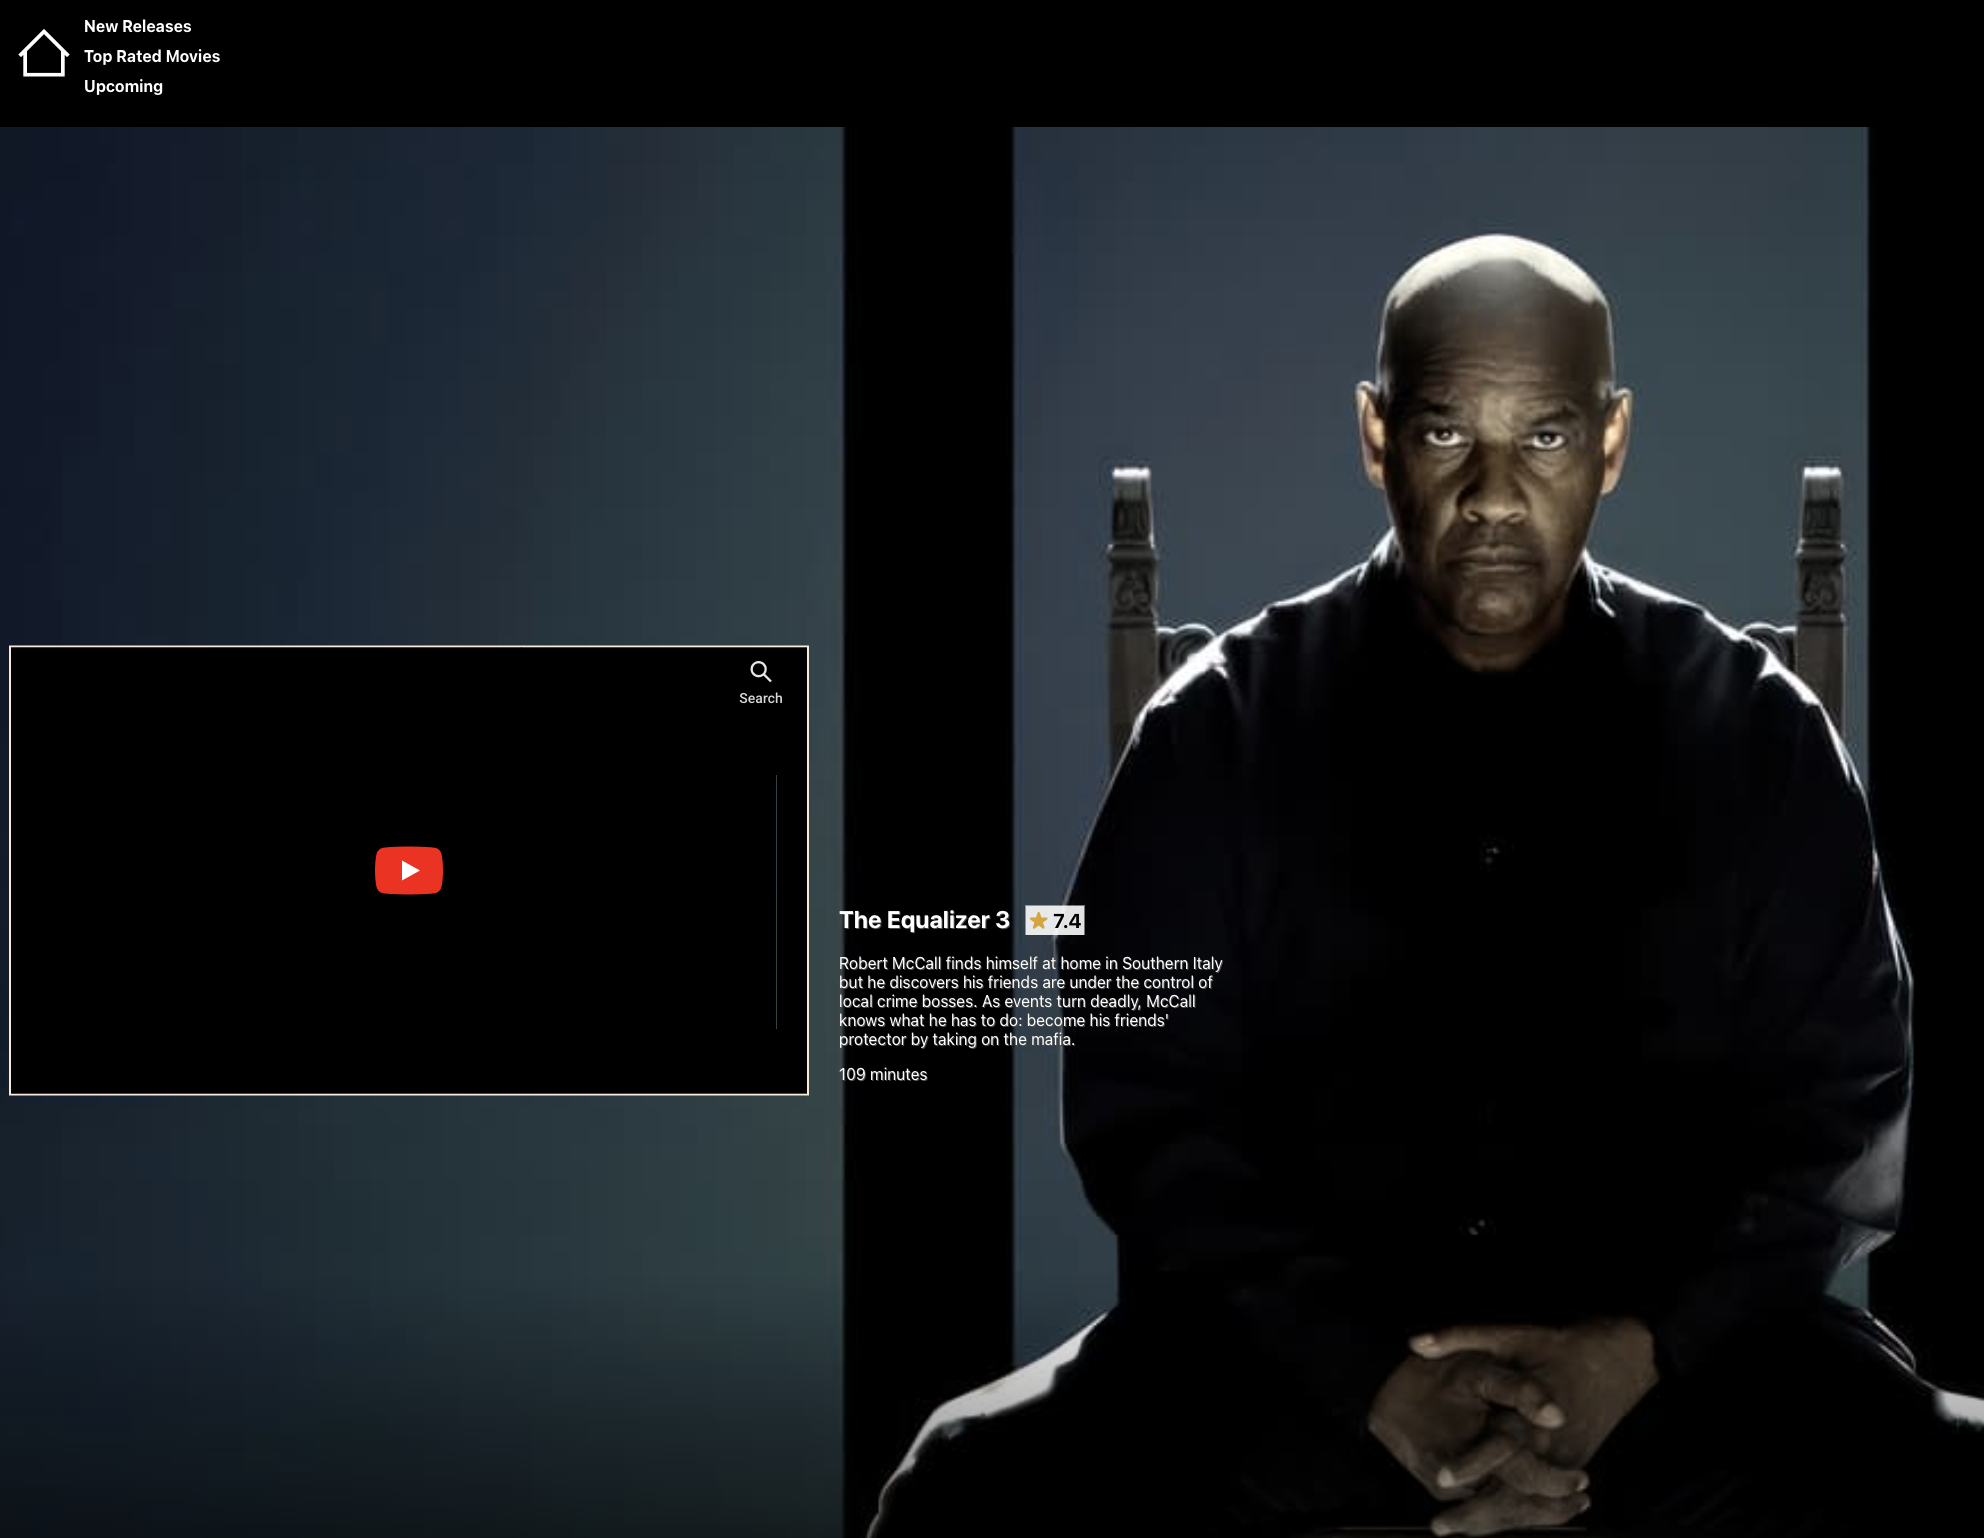 New Releases
Top Rated Movies
Upcoming
Search
The Equalizer 3
7.4
Robert McCall finds himself at home in Southern Italy
but he discovers his friends are under the control of
local crime bosses. As events turn deadly, McCall
knows what he has to do: become his friends'
protector by taking on the mafia.
109 minutes